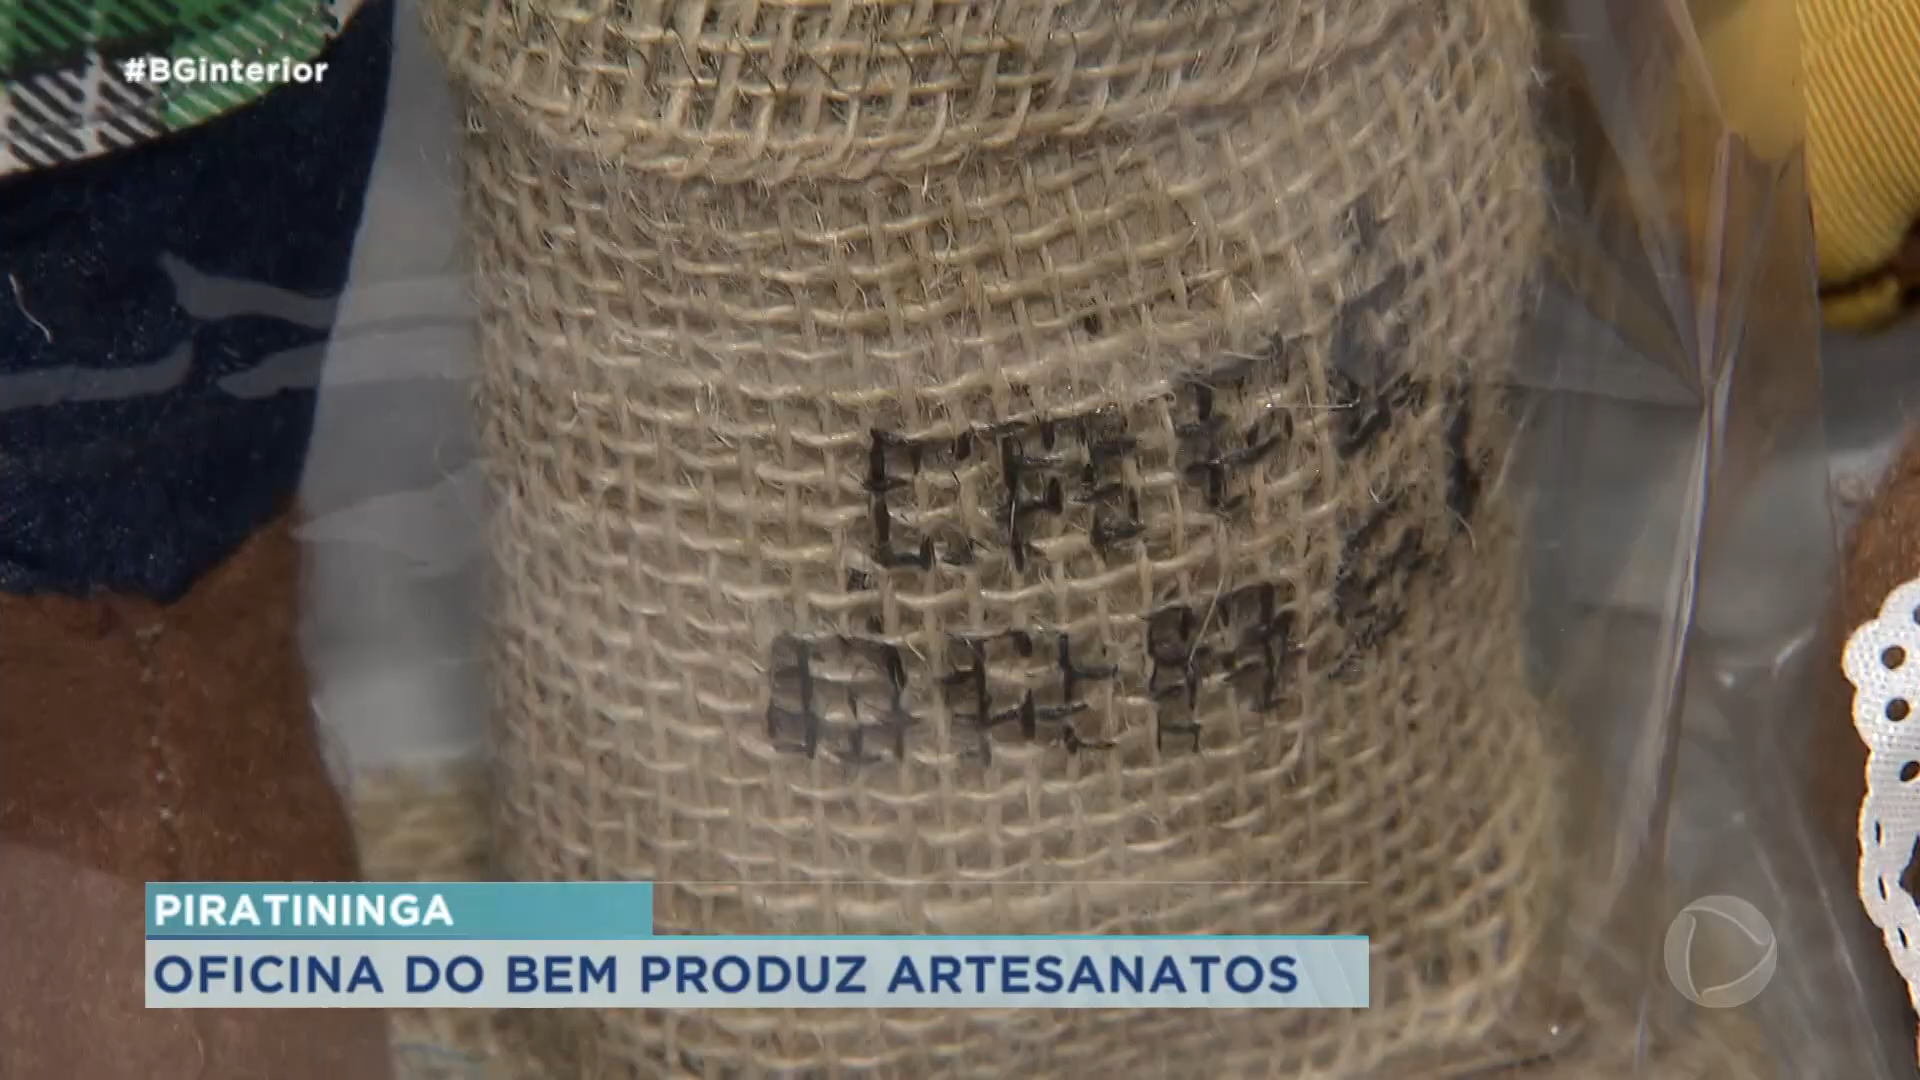 #BGinterior
PIRATININGA
OFICINA DO BEM PRODUZ ARTESANATOS